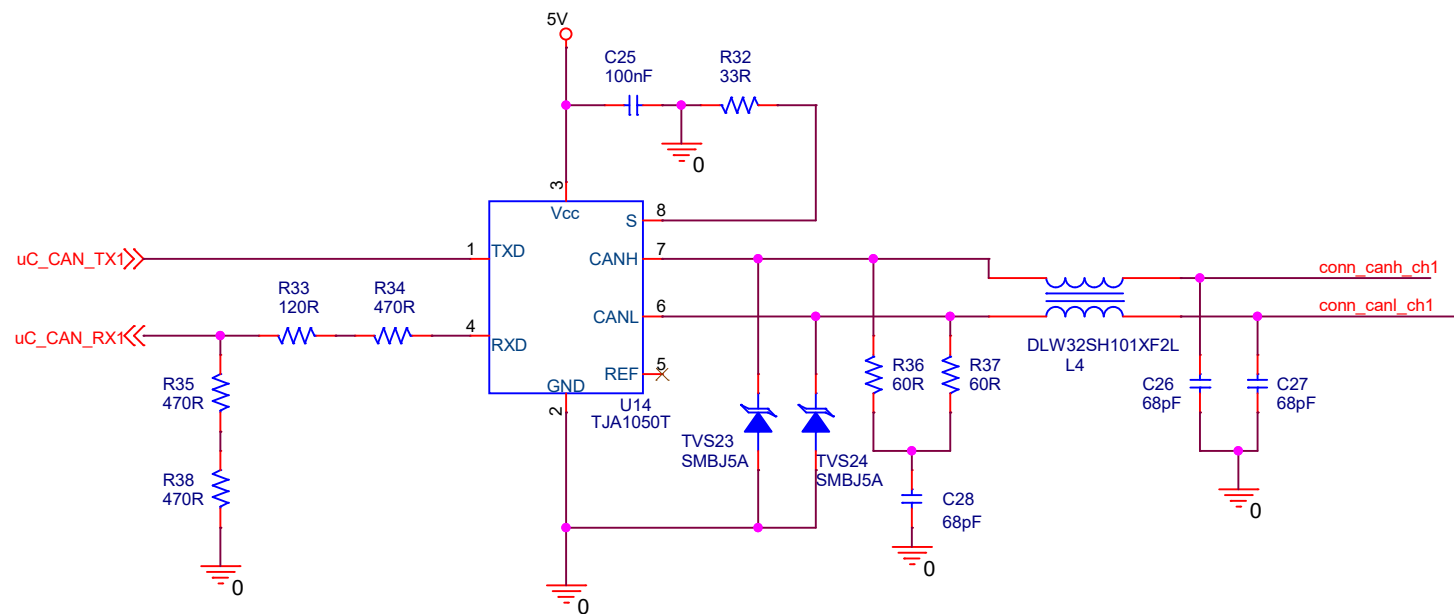 5V
C25
100nF
R32
33R
0
3
Vcc
S
8
uC_CAN_TX1
1
TXD
CANH
7
conn_canh_ch1
R33
120R
R34
470R
CANL
6
conn_canl_ch1
uC_CAN_RX1
4
RXD
DLW32SH101XF2L
L4
REF
5
R35
470R
R36
60R
R37
60R
C26
68pF
C27
68pF
GND
2
U14
TJA1050T
TVS23
SMBJ5A
TVS24
SMBJ5A
R38
470R
C28
68pF
0
0
0
0